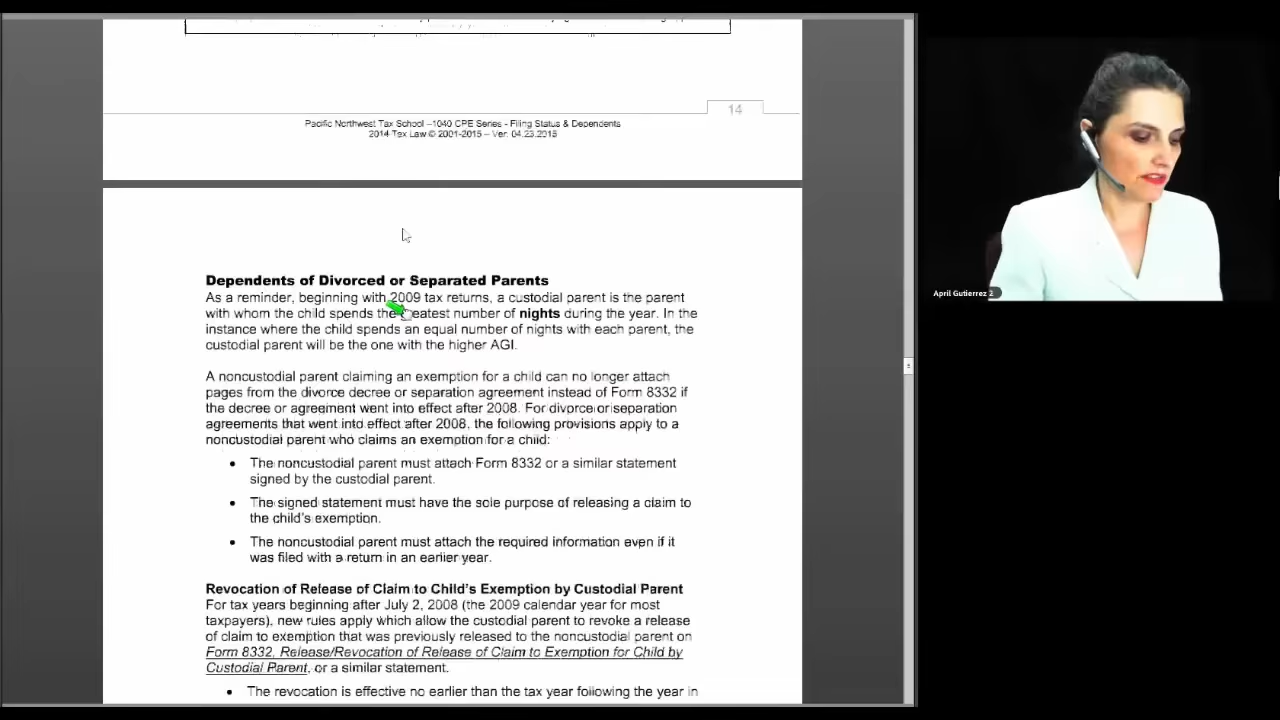 14
Pacific Northwest Tax School –1040 CPE Series - Filing Status & Dependents
2014 Tax Law © 2001-2015 – Ver. 04.23.2015
Dependents of Divorced or Separated Parents
As a reminder, beginning with 2009 tax returns, a custodial parent is the parent
with whom the child spends the greatest number of nights during the year. In the
instance where the child spends an equal number of nights with each parent, the
custodial parent will be the one with the higher AGI.
A noncustodial parent claiming an exemption for a child can no longer attach
pages from the divorce decree or separation agreement instead of Form 8332 if
the decree or agreement went into effect after 2008. For divorce or separation
agreements that went into effect after 2008, the following provisions apply to a
noncustodial parent who claims an exemption for a child:
• The noncustodial parent must attach Form 8332 or a similar statement
signed by the custodial parent.
• The signed statement must have the sole purpose of releasing a claim to
the child's exemption.
• The noncustodial parent must attach the required information even if it
was filed with a return in an earlier year.
Revocation of Release of Claim to Child's Exemption by Custodial Parent
For tax years beginning after July 2, 2008 (the 2009 calendar year for most
taxpayers), new rules apply which allow the custodial parent to revoke a release
of claim to exemption that was previously released to the noncustodial parent on
Form 8332, Release/Revocation of Release of Claim to Exemption for Child by
Custodial Parent, or a similar statement.
• The revocation is effective no earlier than the tax year following the year in
April Gutierrez 2